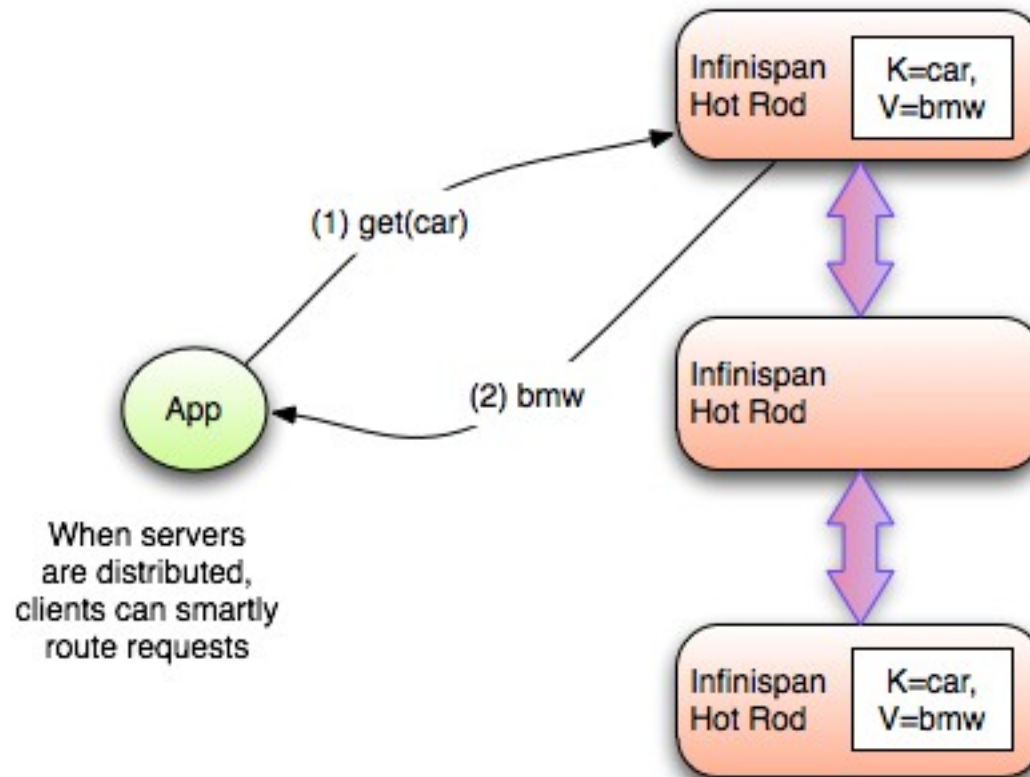 Infinispan
Hot Rod
K=car,
V=bmw
(1) get(car)
(2) bmw
App
When servers
are distributed,
clients can smartly
route requests
Infinispan
Hot Rod
Infinispan
Hot Rod
K=car,
V=bmw